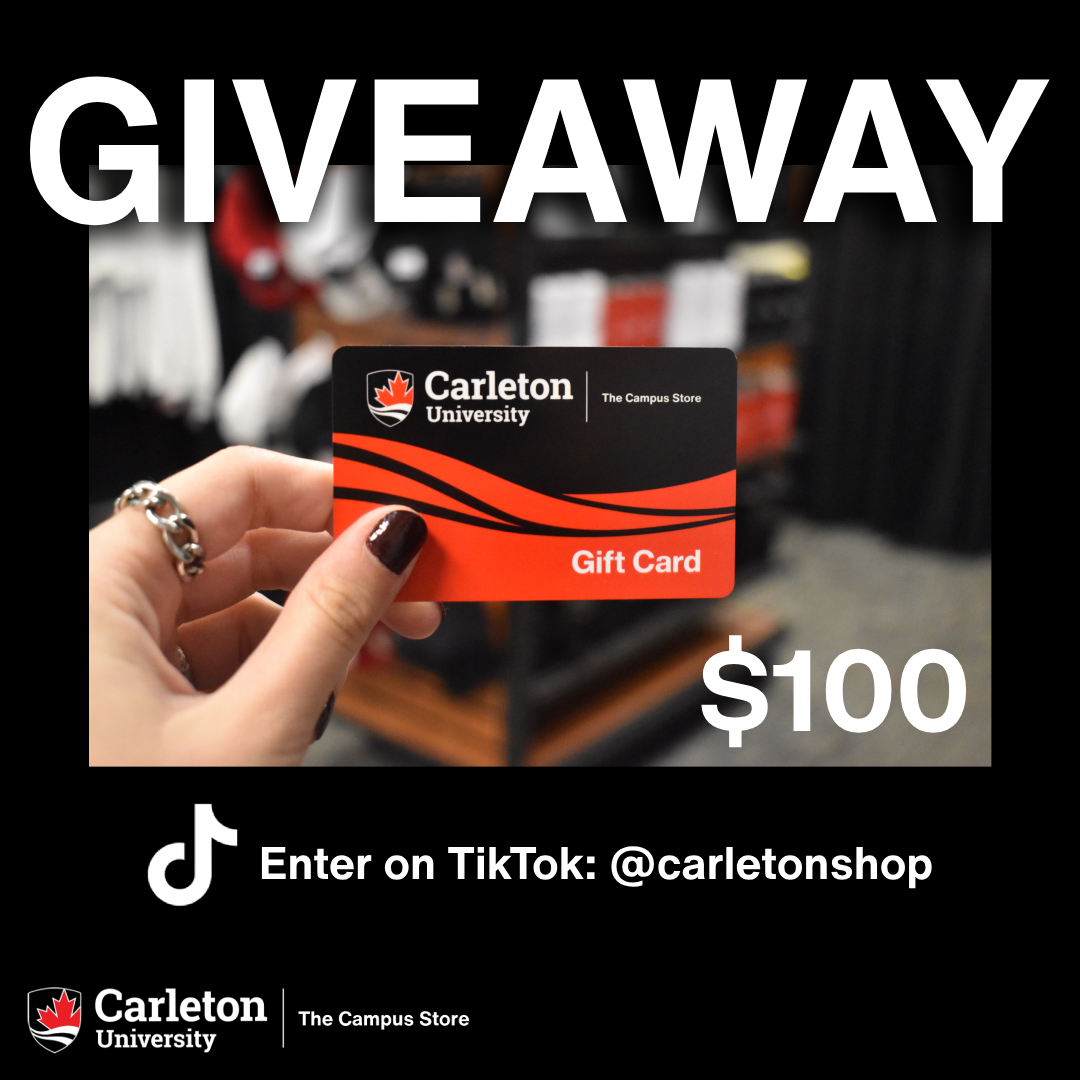 GIVEAWAY
Carleton
University
The Campus Store
Gift Card
$100
Enter on TikTok: @carletonshop
Carleton
University
The Campus Store